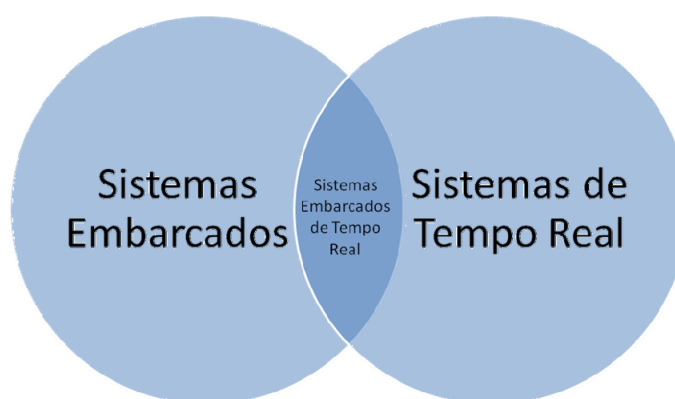 Sistemas
Embarcados
Sistemas
Embarcados
de Tempo
Real
Sistemas de
Tempo Real